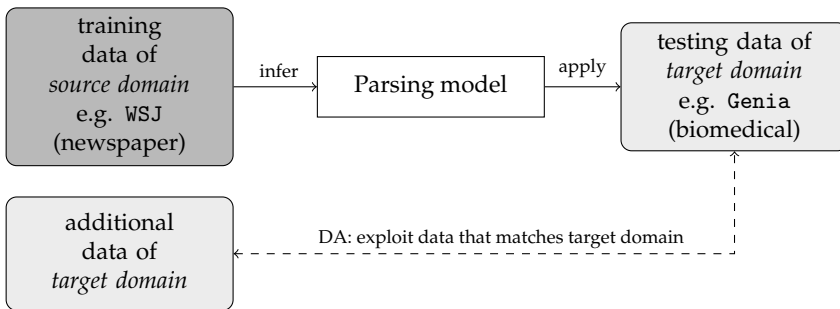 training
data of
source domain
e.g. WSJ
(newspaper)
infer
Parsing model
apply
testing data of
target domain
e.g. Genia
(biomedical)
additional
data of
target domain
DA: exploit data that matches target domain